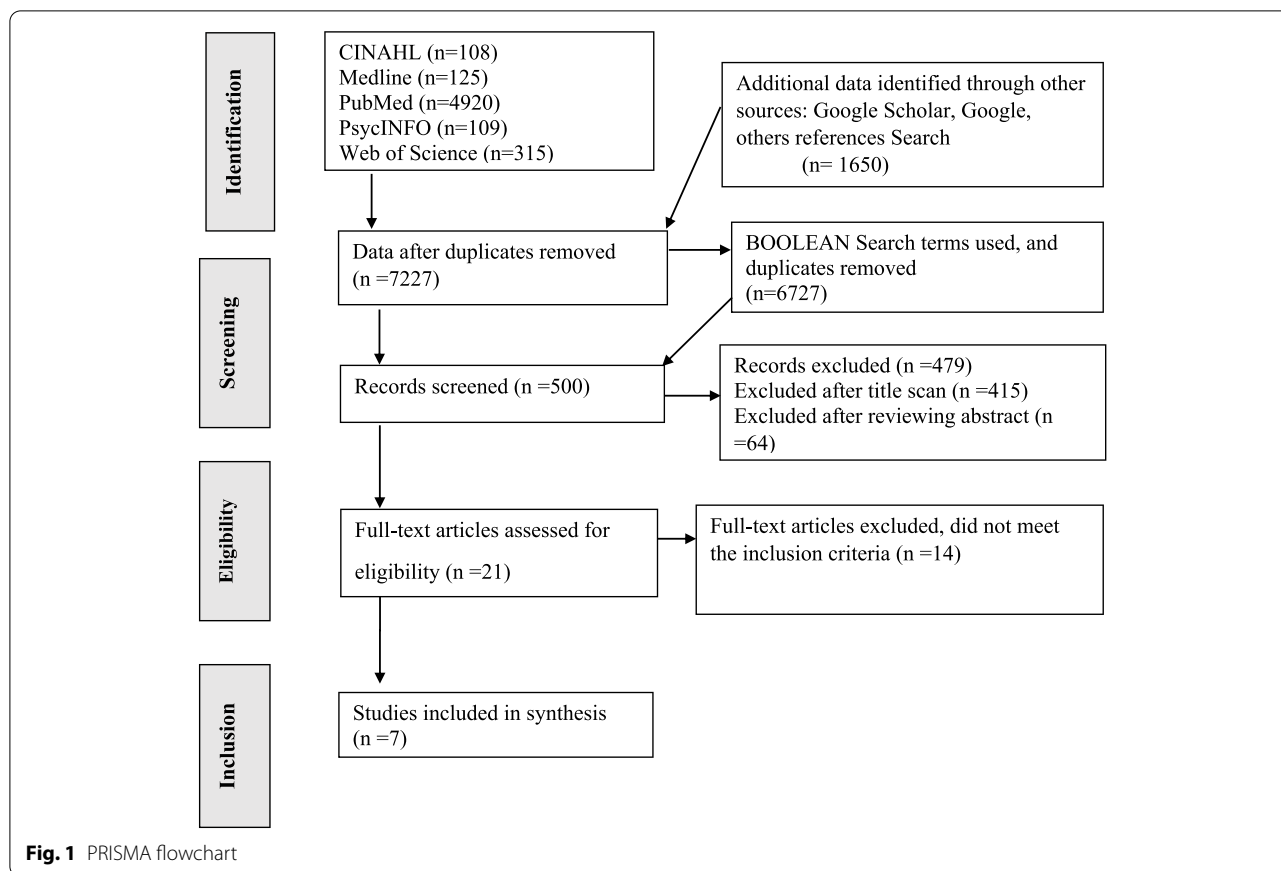 Identification
CINAHL (n=108)
Medline (n=125)
PubMed (n=4920)
PsycINFO (n=109)
Web of Science (n=315)
Additional data identified through other
sources: Google Scholar, Google,
others references Search
(n= 1650)
Screening
Data after duplicates removed
(n =7227)
BOOLEAN Search terms used, and
duplicates removed
(n=6727)
Records screened (n =500)
Records excluded (n =479)
Excluded after title scan (n =415)
Excluded after reviewing abstract (n
=64)
Eligibility
Full-text articles assessed for
eligibility (n =21)
Full-text articles excluded, did not meet
the inclusion criteria (n =14)
Inclusion
Studies included in synthesis
(n =7)
Fig. 1 PRISMA flowchart